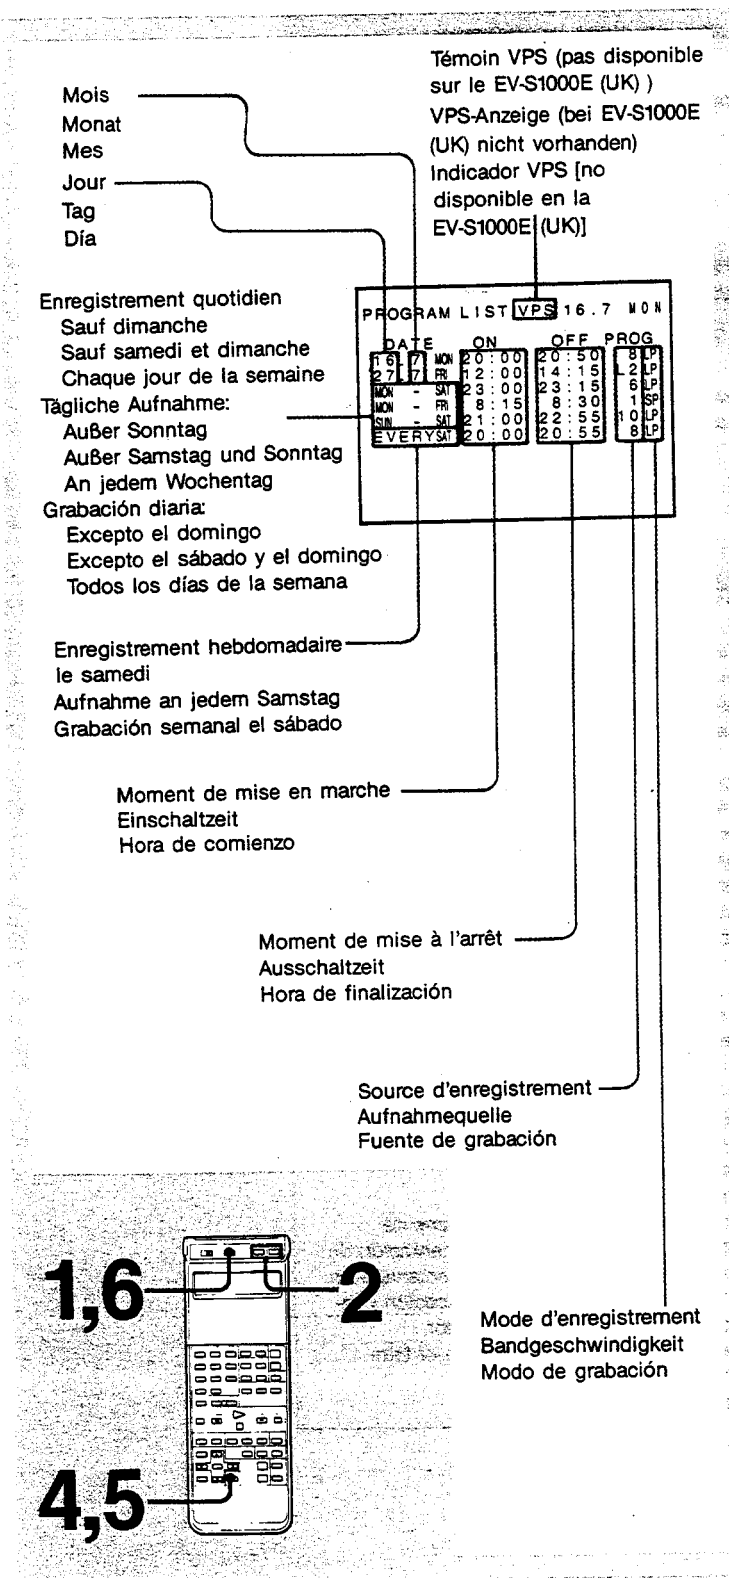 Témoin VPS (pas disponible
sur le EV-S1000E (UK) )
VPS-Anzeige (bei EV-S1000E
(UK) nicht vorhanden)
Indicador VPS [no
disponible en la
EV-S1000E (UK)]
Mois
Monat
Mes
Jour
Tag
Día
Enregistrement quotidien
Sauf dimanche
Sauf samedi et dimanche
Chaque jour de la semaine
Tägliche Aufnahme:
Außer Sonntag
Außer Samstag und Sonntag
An jedem Wochentag
Grabación diaria:
Excepto el domingo
Excepto el sábado y el domingo
Todos los días de la semana
PROGRAM LIST VPS 16.7 MON
DATE ON OFF PROG
16.7 MON 20:00 20:50 8 LP
27.7 FRI 12:00 14:15 L2 LP
MON - SAT 23:00 23:15 6 LP
MON - FRI 8:15 8:30 1 SP
SUN - SAT 21:00 22:55 10 LP
EVERY SAT 20:00 20:55 8 LP
Enregistrement hebdomadaire
le samedi
Aufnahme an jedem Samstag
Grabación semanal el sábado
Moment de mise en marche
Einschaltzeit
Hora de comienzo
Moment de mise à l'arrêt
Ausschaltzeit
Hora de finalización
Source d'enregistrement
Aufnahmequelle
Fuente de grabación
Mode d'enregistrement
Bandgeschwindigkeit
Modo de grabación
1,6
2
4,5